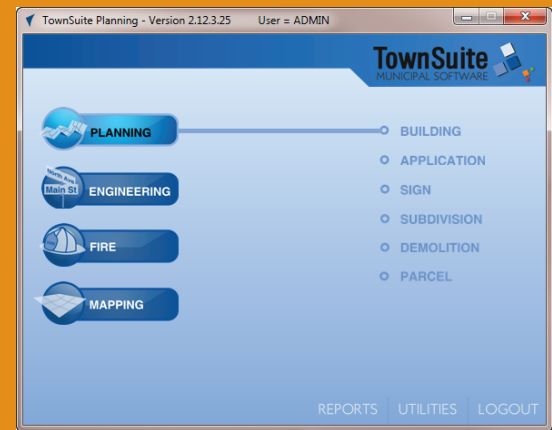 TownSuite Planning - Version 2.12.3.25 User = ADMIN
TownSuite
MUNICIPAL SOFTWARE
PLANNING
BUILDING
APPLICATION
North Ave
Main St
ENGINEERING
SIGN
SUBDIVISION
FIRE
DEMOLITION
PARCEL
MAPPING
REPORTS UTILITIES LOGOUT